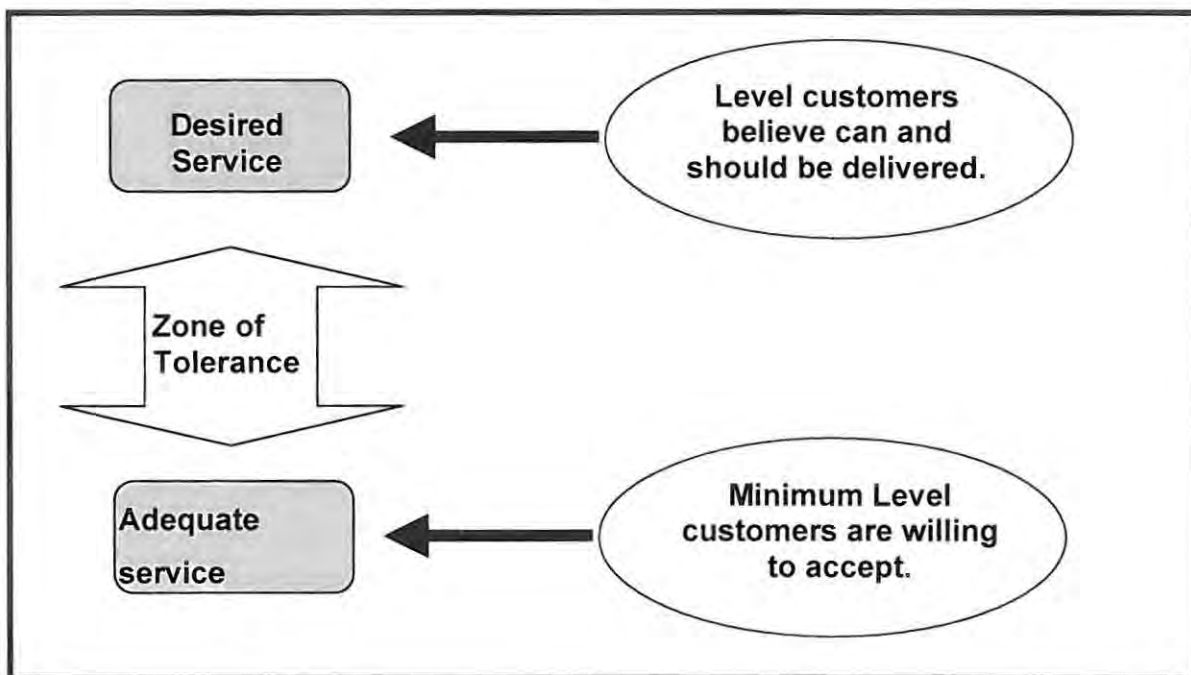 Desired
Service
Level customers
believe can and
should be delivered.
Zone of
Tolerance
Adequate
service
Minimum Level
customers are willing
to accept.